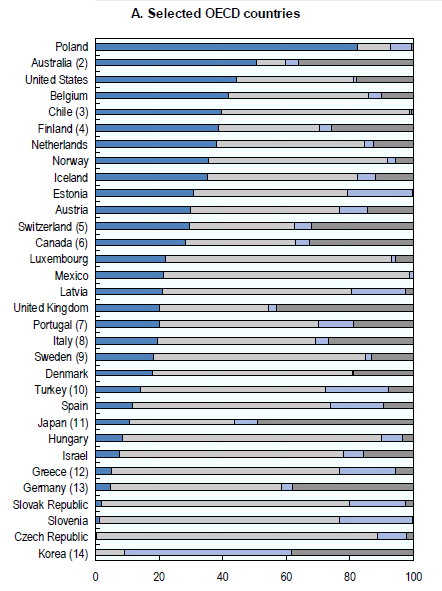 A. Selected OECD countries
Poland
Australia (2)
United States
Belgium
Chile (3)
Finland (4)
Netherlands
Norway
Iceland
Estonia
Austria
Switzerland (5)
Canada (6)
Luxembourg
Mexico
Latvia
United Kingdom
Portugal (7)
Italy (8)
Sweden (9)
Denmark
Turkey (10)
Spain
Japan (11)
Hungary
Israel
Greece (12)
Germany (13)
Slovak Republic
Slovenia
Czech Republic
Korea (14)
0 20 40 60 80 100